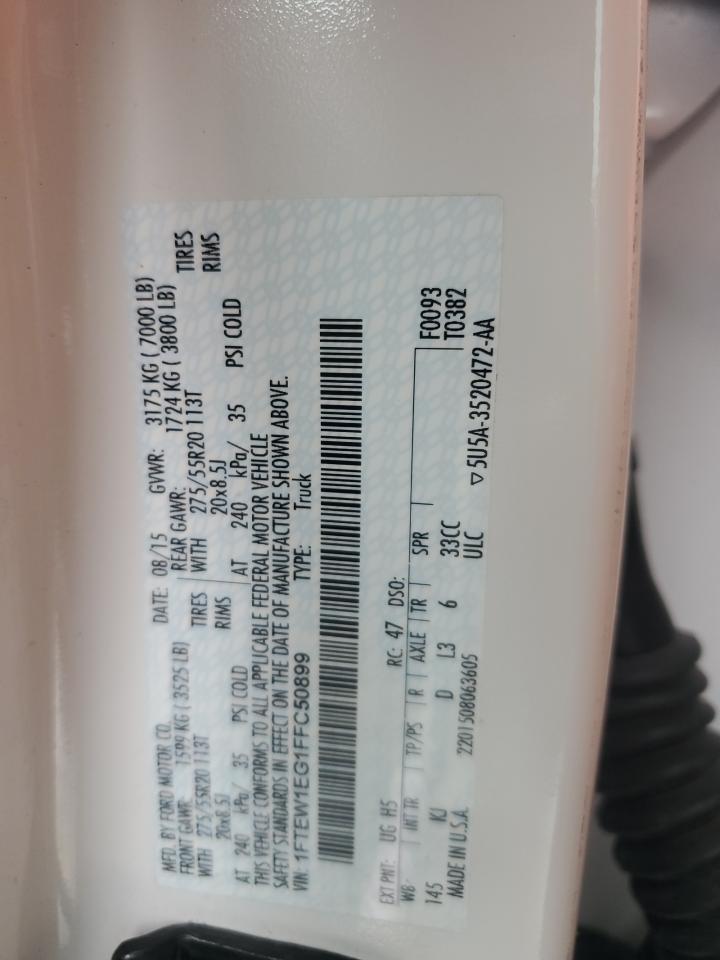 MFD. BY FORD MOTOR CO. DATE: 08/15 GVWR: 3175 KG ( 7000 LB)
FRONT GAWR: 1599 KG ( 3525 LB) REAR GAWR: 1724 KG ( 3800 LB)
WITH 275/55R20 113T TIRES WITH 275/55R20 113T TIRES
20x8.5J RIMS 20x8.5J RIMS
AT 240 kPa/ 35 PSI COLD AT 240 kPa/ 35 PSI COLD
THIS VEHICLE CONFORMS TO ALL APPLICABLE FEDERAL MOTOR VEHICLE
SAFETY STANDARDS IN EFFECT ON THE DATE OF MANUFACTURE SHOWN ABOVE.
VIN: 1FTEW1EG1FFC50899 TYPE: Truck
EXT PNT: UG H5 RC: 47 DSO:
WB INT TR TP/PS R AXLE TR SPR F0093
145 KJ D L3 6 33CC T0382
MADE IN U.S.A. 2201508063605 ULC
▽5U5A-3520472-AA